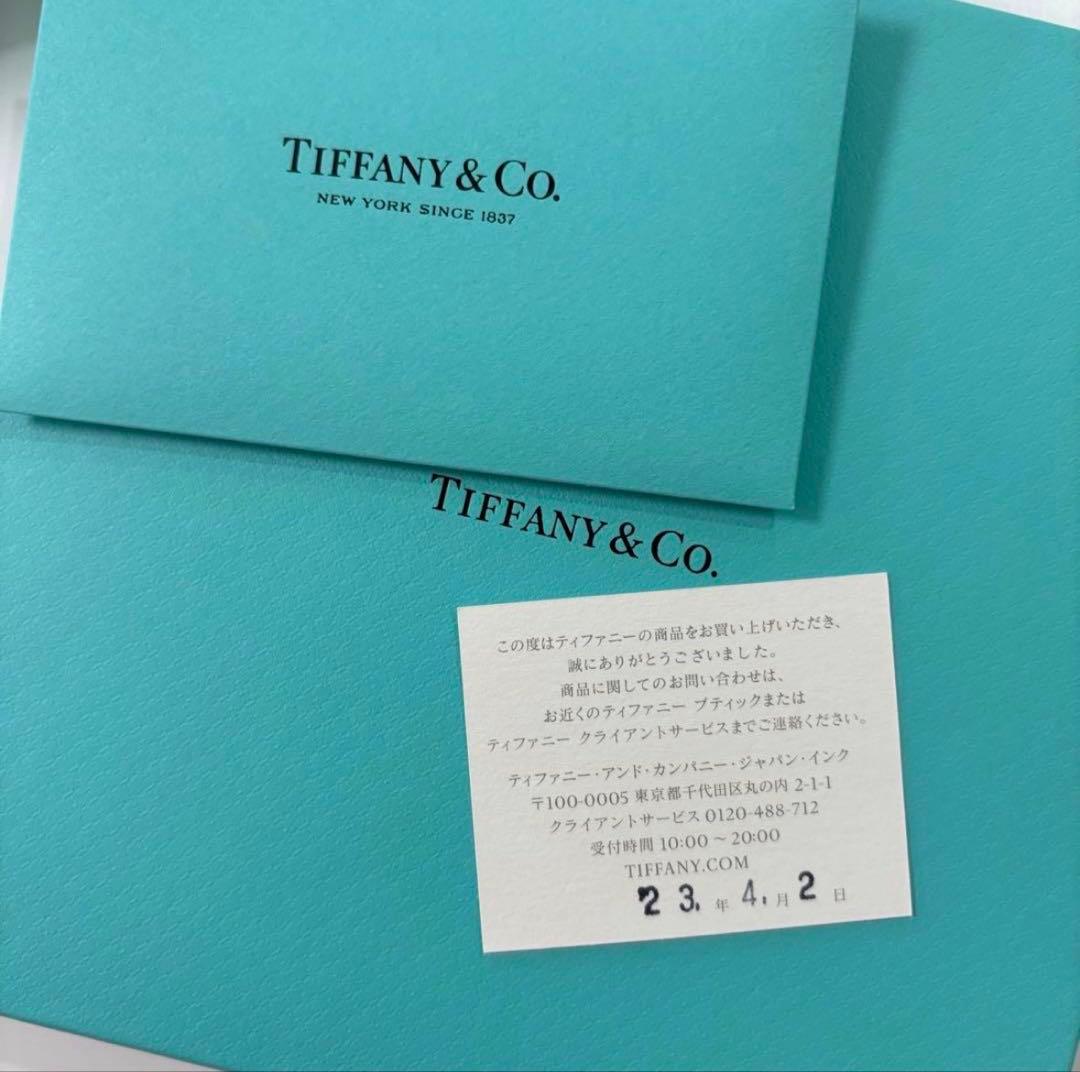 TIFFANY & CO.
NEW YORK SINCE 1837
TIFFANY & CO.
この度はティファニーの商品をお買い上げいただき、
誠にありがとうございました。
商品に関してのお問い合わせは、
お近くのティファニー ブティックまたは
ティファニー クライアントサービスまでご連絡ください。
ティファニー・アンド・カンパニー・ジャパン・インク
〒100-0005 東京都千代田区丸の内 2-1-1
クライアントサービス 0120-488-712
受付時間 10:00 ～ 20:00
TIFFANY.COM
23. 年 4. 月 2 日